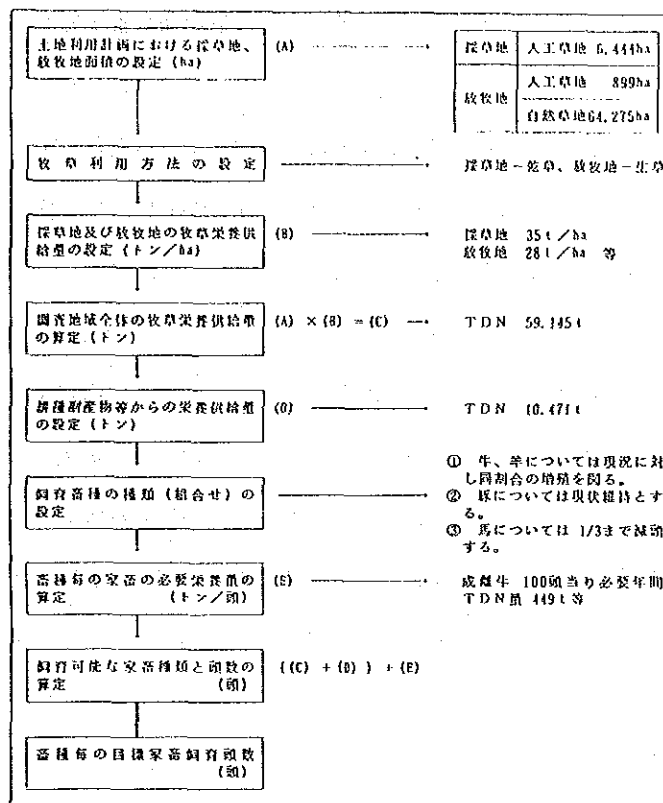 土地利用計画における採草地、 (A)
放牧地面積の設定 (ha)
採草地 人工草地 6,444ha
放牧地 人工草地 899ha
自然草地64,275ha
牧草利用方法の設定
採草地－乾草、放牧地－生草
採草地及び放牧地の牧草栄養供 (B)
給量の設定 (トン／ha)
採草地 35t／ha
放牧地 28t／ha 等
調査地域全体の牧草栄養供給量 (A) × (B) = (C)
の算定 (トン)
TDN 59,145t
耕種副産物等からの栄養供給量 (D)
の設定 (トン)
TDN 10,471t
飼育畜種の種類 (組合せ) の
設定
① 牛、羊については現況に対
し同割合の増殖を図る。
② 豚については現状維持とす
る。
③ 馬については 1/3まで減頭
する。
畜種毎の家畜の必要栄養量の (E)
算定 (トン／頭)
成雌牛 100頭当り必要年間
TDN量 449t等
飼育可能な家畜種類と頭数の ((C) + (D)) ÷ (E)
算定 (頭)
畜種毎の目標家畜飼育頭数
(頭)